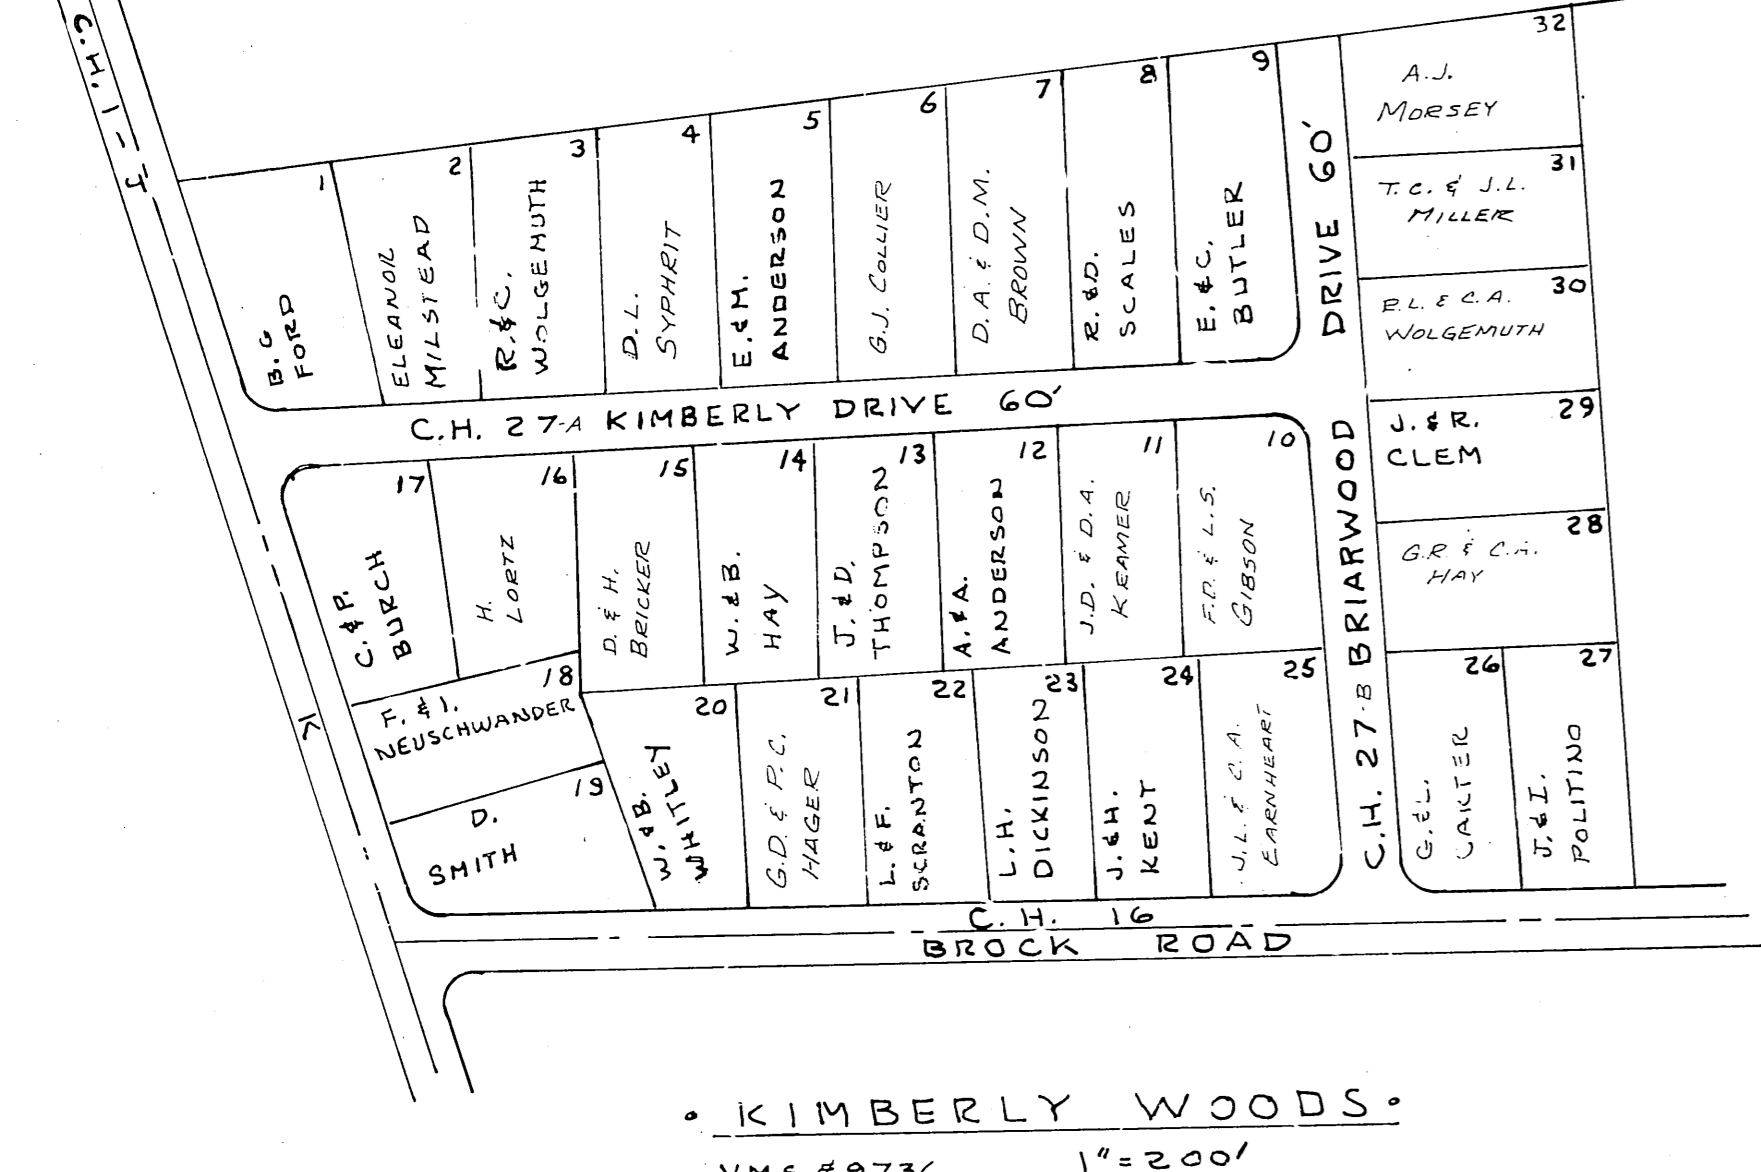 C.H. 1-I
K
1
B.G
FORD
2
ELEANOR
MILSTEAD
3
R.&C.
WOLGEMUTH
4
D.L.
SYPHRIT
5
E.&M.
ANDERSON
6
G.J. COLLIER
7
D.A. & D.M.
BROWN
8
R.&D.
SCALES
9
E.&C.
BUTLER
32
A.J.
MORSEY
31
T.C. & J.L.
MILLER
30
WOLGEMUTH
29
J. & R.
CLEM
28
HAY
C.H. 27-A KIMBERLY DRIVE 60'
C.H. 27-B BRIARWOOD DRIVE 60'
17
C. & P.
BURCH
16
H.
LORTZ
15
D. & H.
BRICKER
14
W. & B.
HAY
13
J. & D.
THOMPSON
12
A. & A.
ANDERSON
11
J.D. & D.A.
KEAMER
10
F.D. & L.S.
GIBSON
18
F. & I.
NEUSCHWANDER
19
D.
SMITH
20
W. & B.
WHITLEY
21
G.D. & P.C.
HAGER
22
L. & F.
SCRANTON
23
L.H.
DICKINSON
24
J. & H.
KENT
25
J.L. & C.A.
EARNHEART
26
G. & L.
27
J. & I.
POLITINO
C.H. 16
BROCK ROAD
• KIMBERLY WOODS •
1"=200'